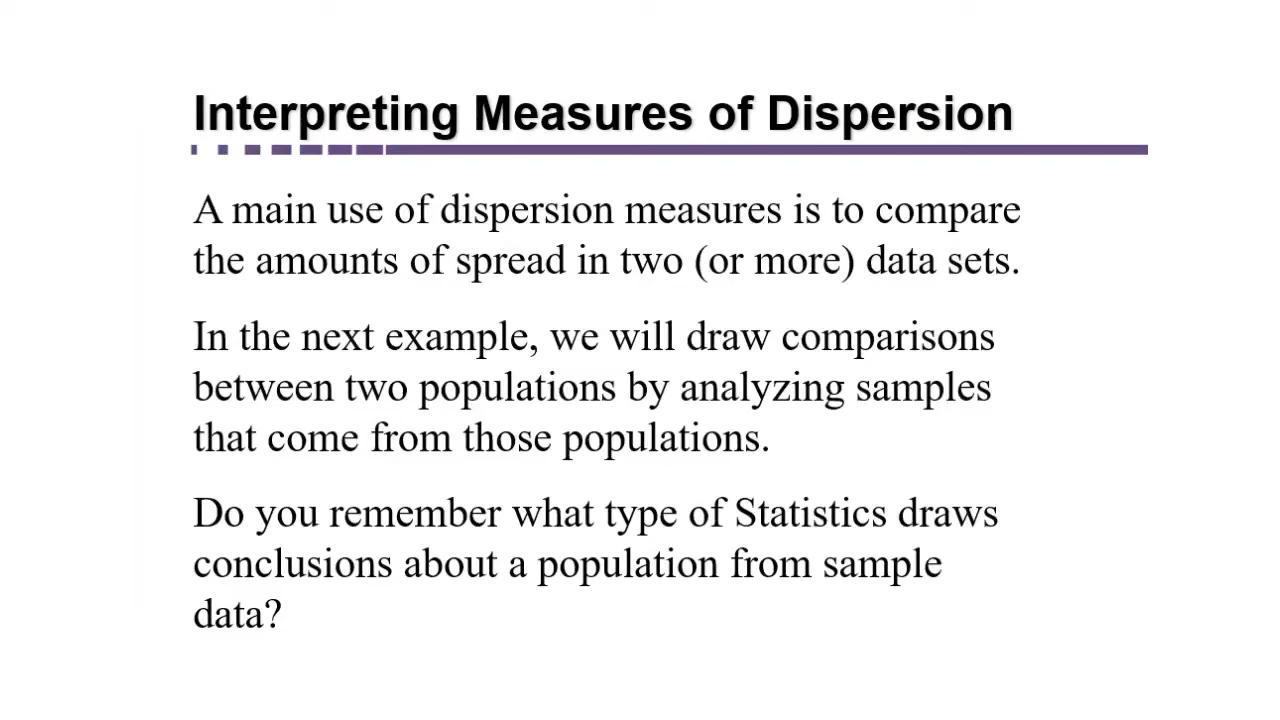 Interpreting Measures of Dispersion
A main use of dispersion measures is to compare
the amounts of spread in two (or more) data sets.
In the next example, we will draw comparisons
between two populations by analyzing samples
that come from those populations.
Do you remember what type of Statistics draws
conclusions about a population from sample
data?